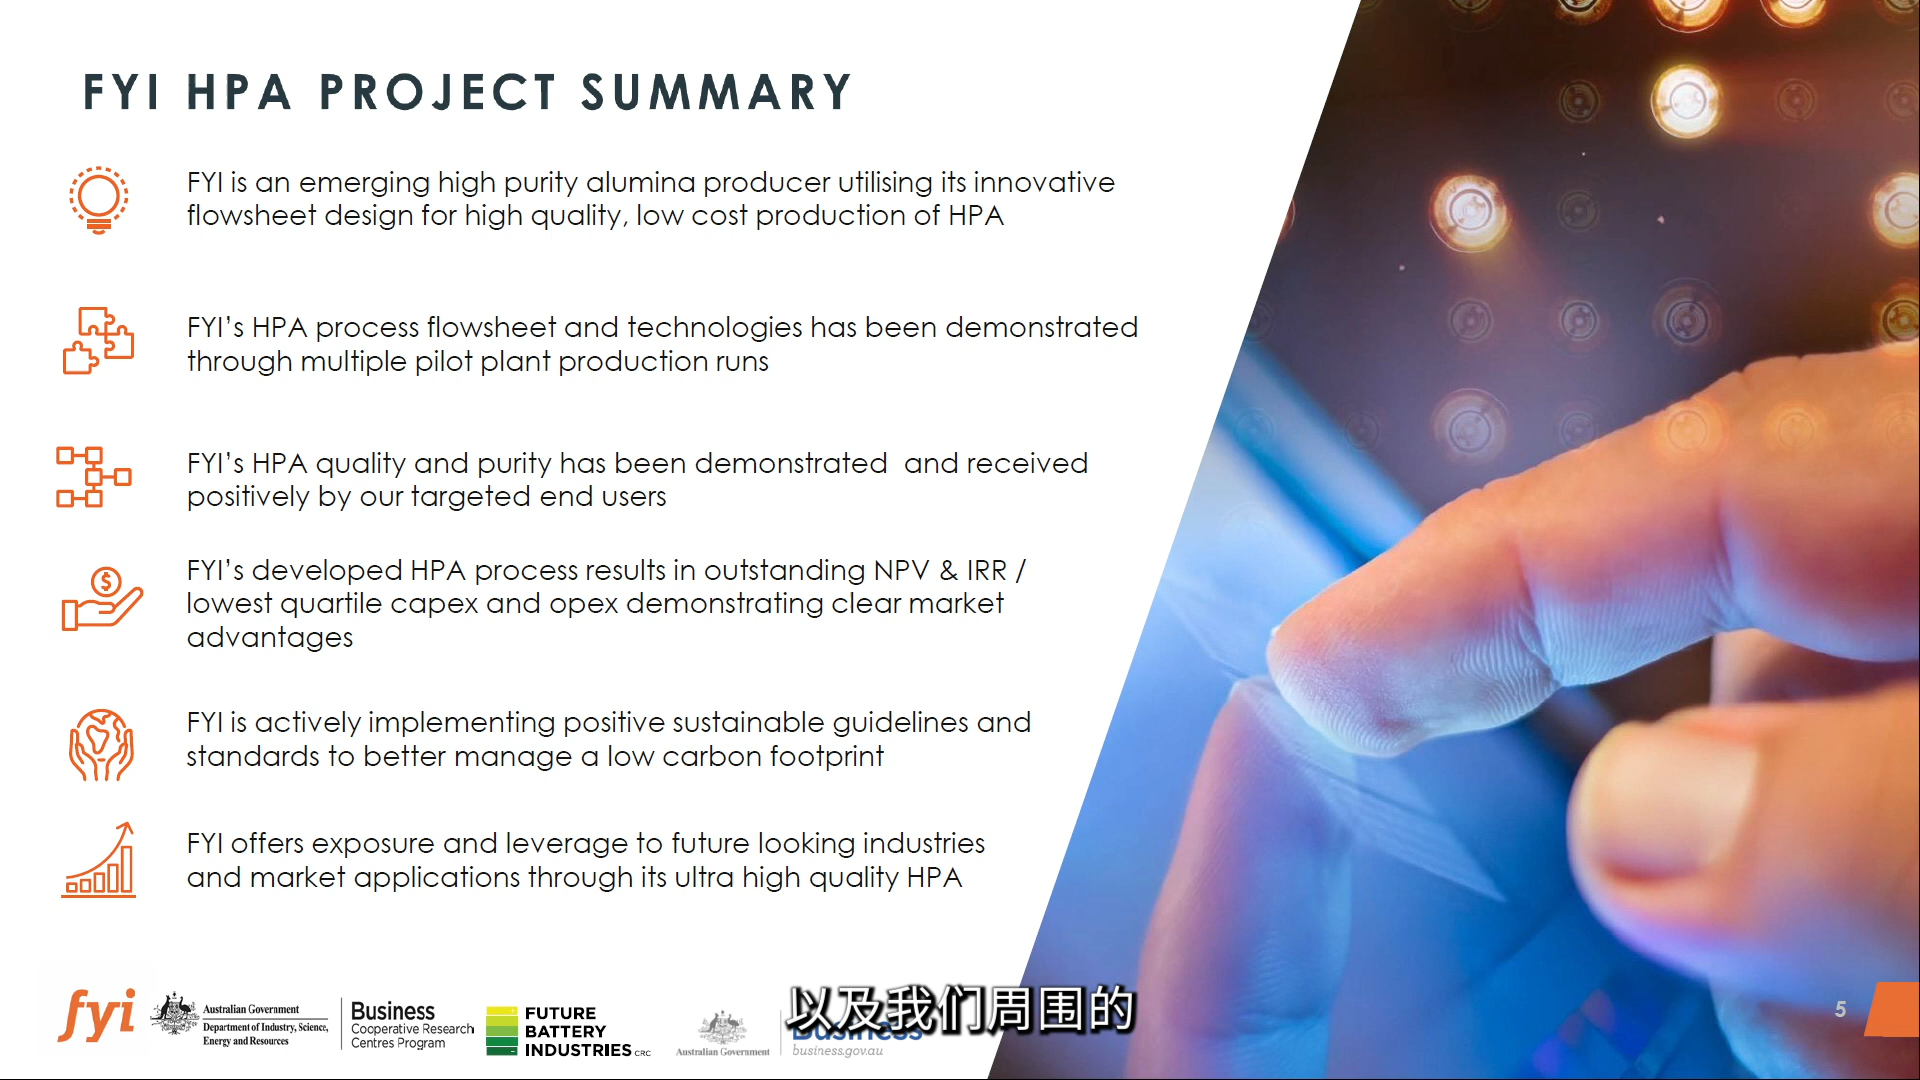 FYI HPA PROJECT SUMMARY
FYI is an emerging high purity alumina producer utilising its innovative
flowsheet design for high quality, low cost production of HPA
FYI’s HPA process flowsheet and technologies has been demonstrated
through multiple pilot plant production runs
FYI’s HPA quality and purity has been demonstrated and received
positively by our targeted end users
$
FYI’s developed HPA process results in outstanding NPV & IRR /
lowest quartile capex and opex demonstrating clear market
advantages
FYI is actively implementing positive sustainable guidelines and
standards to better manage a low carbon footprint
FYI offers exposure and leverage to future looking industries
and market applications through its ultra high quality HPA
fyi
Australian Government
Department of Industry, Science,
Energy and Resources
Business
Cooperative Research
Centres Program
FUTURE
BATTERY
INDUSTRIES CRC
Australian Government
Business
business.gov.au
以及我们周围的
5